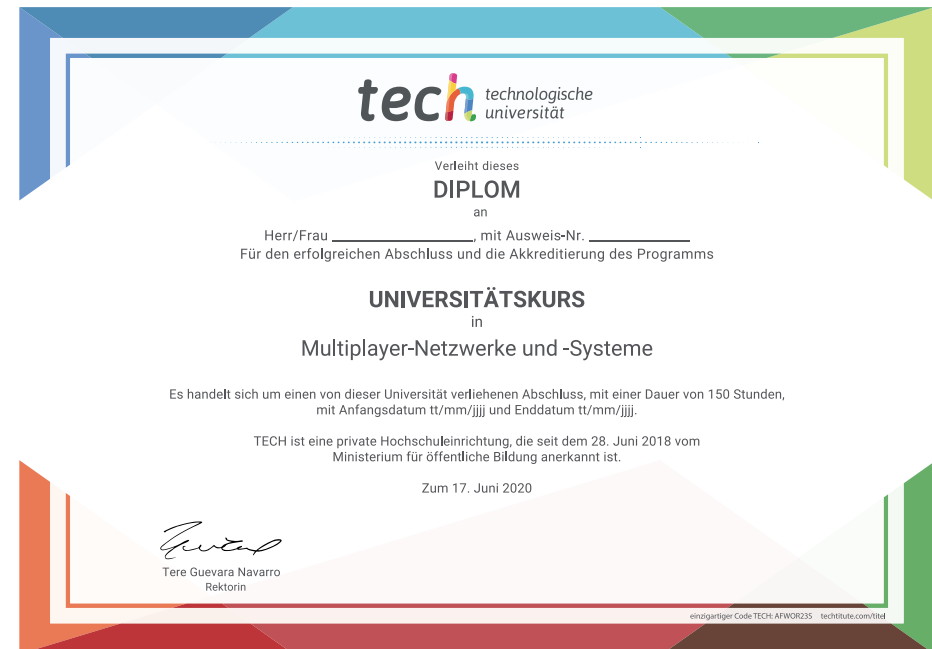 tech technologische
universität
Verleiht dieses
DIPLOM
an
Herr/Frau ____________________, mit Ausweis-Nr. ______________
Für den erfolgreichen Abschluss und die Akkreditierung des Programms
UNIVERSITÄTSKURS
in
Multiplayer-Netzwerke und -Systeme
Es handelt sich um einen von dieser Universität verliehenen Abschluss, mit einer Dauer von 150 Stunden,
mit Anfangsdatum tt/mm/jjjj und Enddatum tt/mm/jjjj.
TECH ist eine private Hochschuleinrichtung, die seit dem 28. Juni 2018 vom
Ministerium für öffentliche Bildung anerkannt ist.
Zum 17. Juni 2020
Tere Guevara Navarro
Rektorin
einzigartiger Code TECH: AFWOR23S techtitute.com/titel